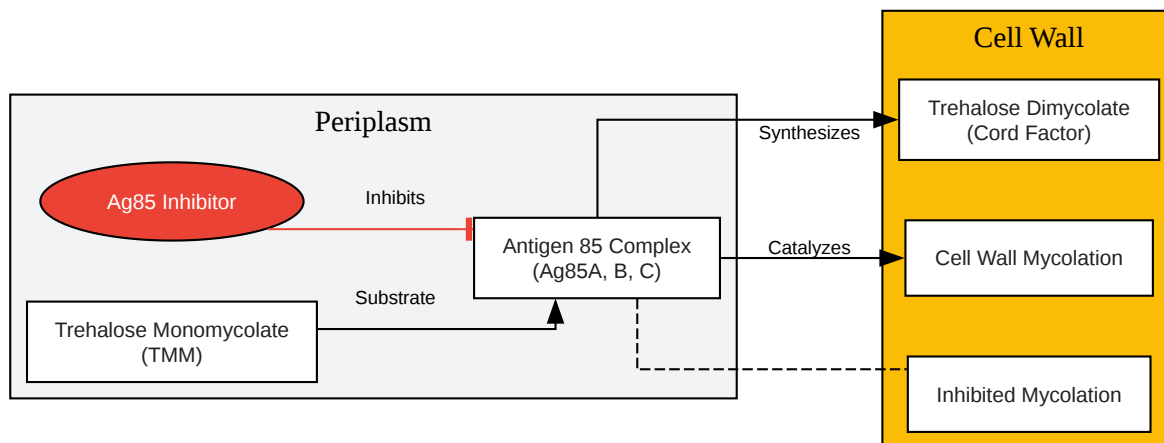 Cell Wall
Periplasm
Trehalose Dimycolate
(Cord Factor)
Synthesizes
Ag85 Inhibitor
Inhibits
Antigen 85 Complex
(Ag85A, B, C)
Catalyzes
Cell Wall Mycolation
Substrate
Trehalose Monomycolate
(TMM)
Inhibited Mycolation